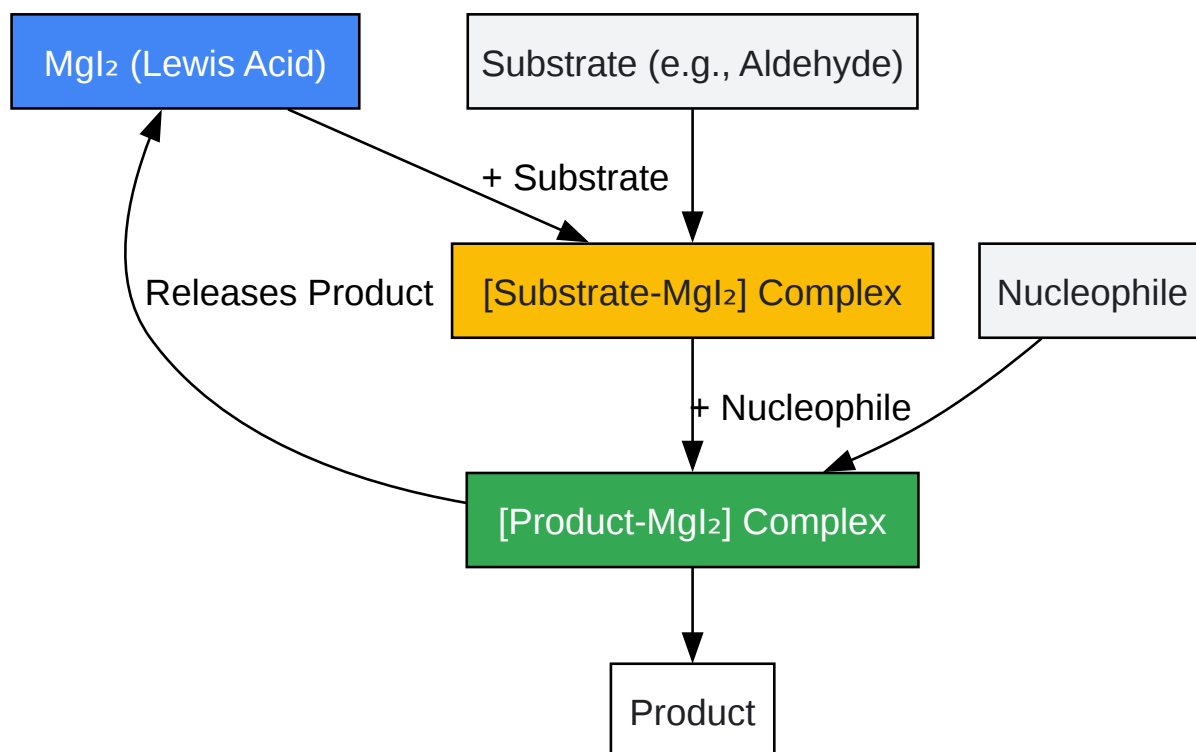 MgI₂ (Lewis Acid)
Substrate (e.g., Aldehyde)
+ Substrate
Releases Product
[Substrate-MgI₂] Complex
Nucleophile
+ Nucleophile
[Product-MgI₂] Complex
Product